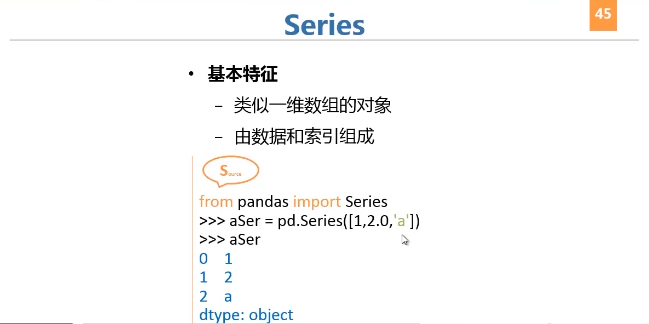 Series
45
• 基本特征
– 类似一维数组的对象
– 由数据和索引组成
Source
from pandas import Series
>>> aSer = pd.Series([1,2.0,'a'])
>>> aSer
0 1
1 2
2 a
dtype: object